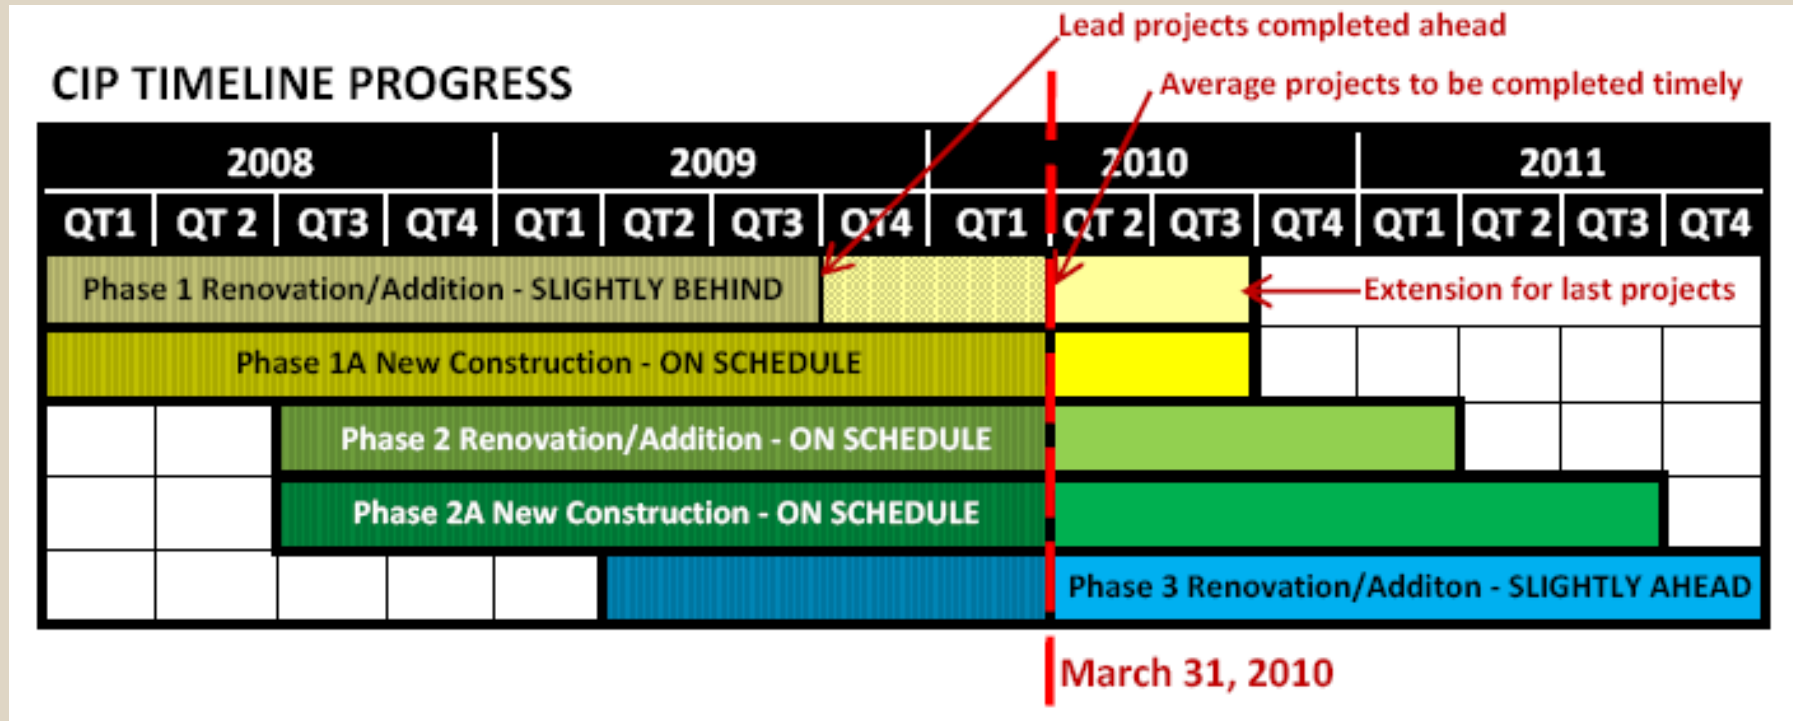 Lead projects completed ahead
CIP TIMELINE PROGRESS
Average projects to be completed timely
2008 2009 2010 2011
QT1 QT 2 QT3 QT4 QT1 QT2 QT3 QT4 QT1 QT 2 QT3 QT4 QT1 QT 2 QT3 QT4
Phase 1 Renovation/Addition - SLIGHTLY BEHIND
Extension for last projects
Phase 1A New Construction - ON SCHEDULE
Phase 2 Renovation/Addition - ON SCHEDULE
Phase 2A New Construction - ON SCHEDULE
Phase 3 Renovation/Additon - SLIGHTLY AHEAD
March 31, 2010